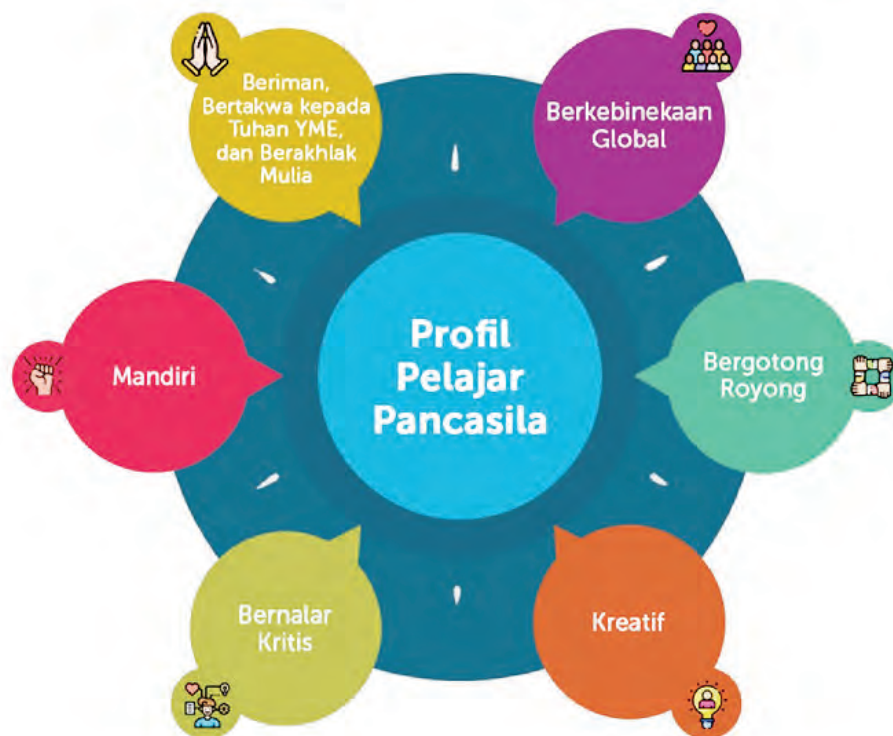 Beriman,
Bertakwa kepada
Tuhan YME,
dan Berakhlak
Mulia
Berkebinekaan
Global
Mandiri
Profil
Pelajar
Pancasila
Bergotong
Royong
Bernalar
Kritis
Kreatif